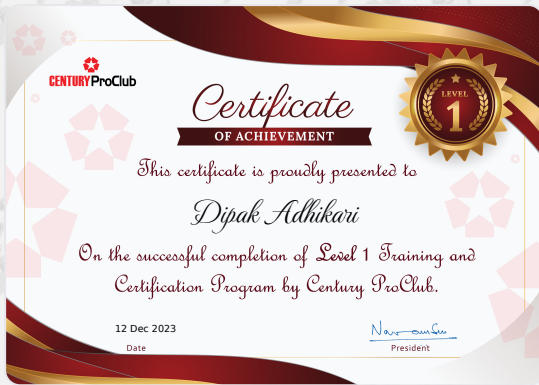 CENTURY ProClub
LEVEL
1
Certificate
OF ACHIEVEMENT
This certificate is proudly presented to
Dipak Adhikari
On the successful completion of Level 1 Training and
Certification Program by Century ProClub.
12 Dec 2023
Date
President